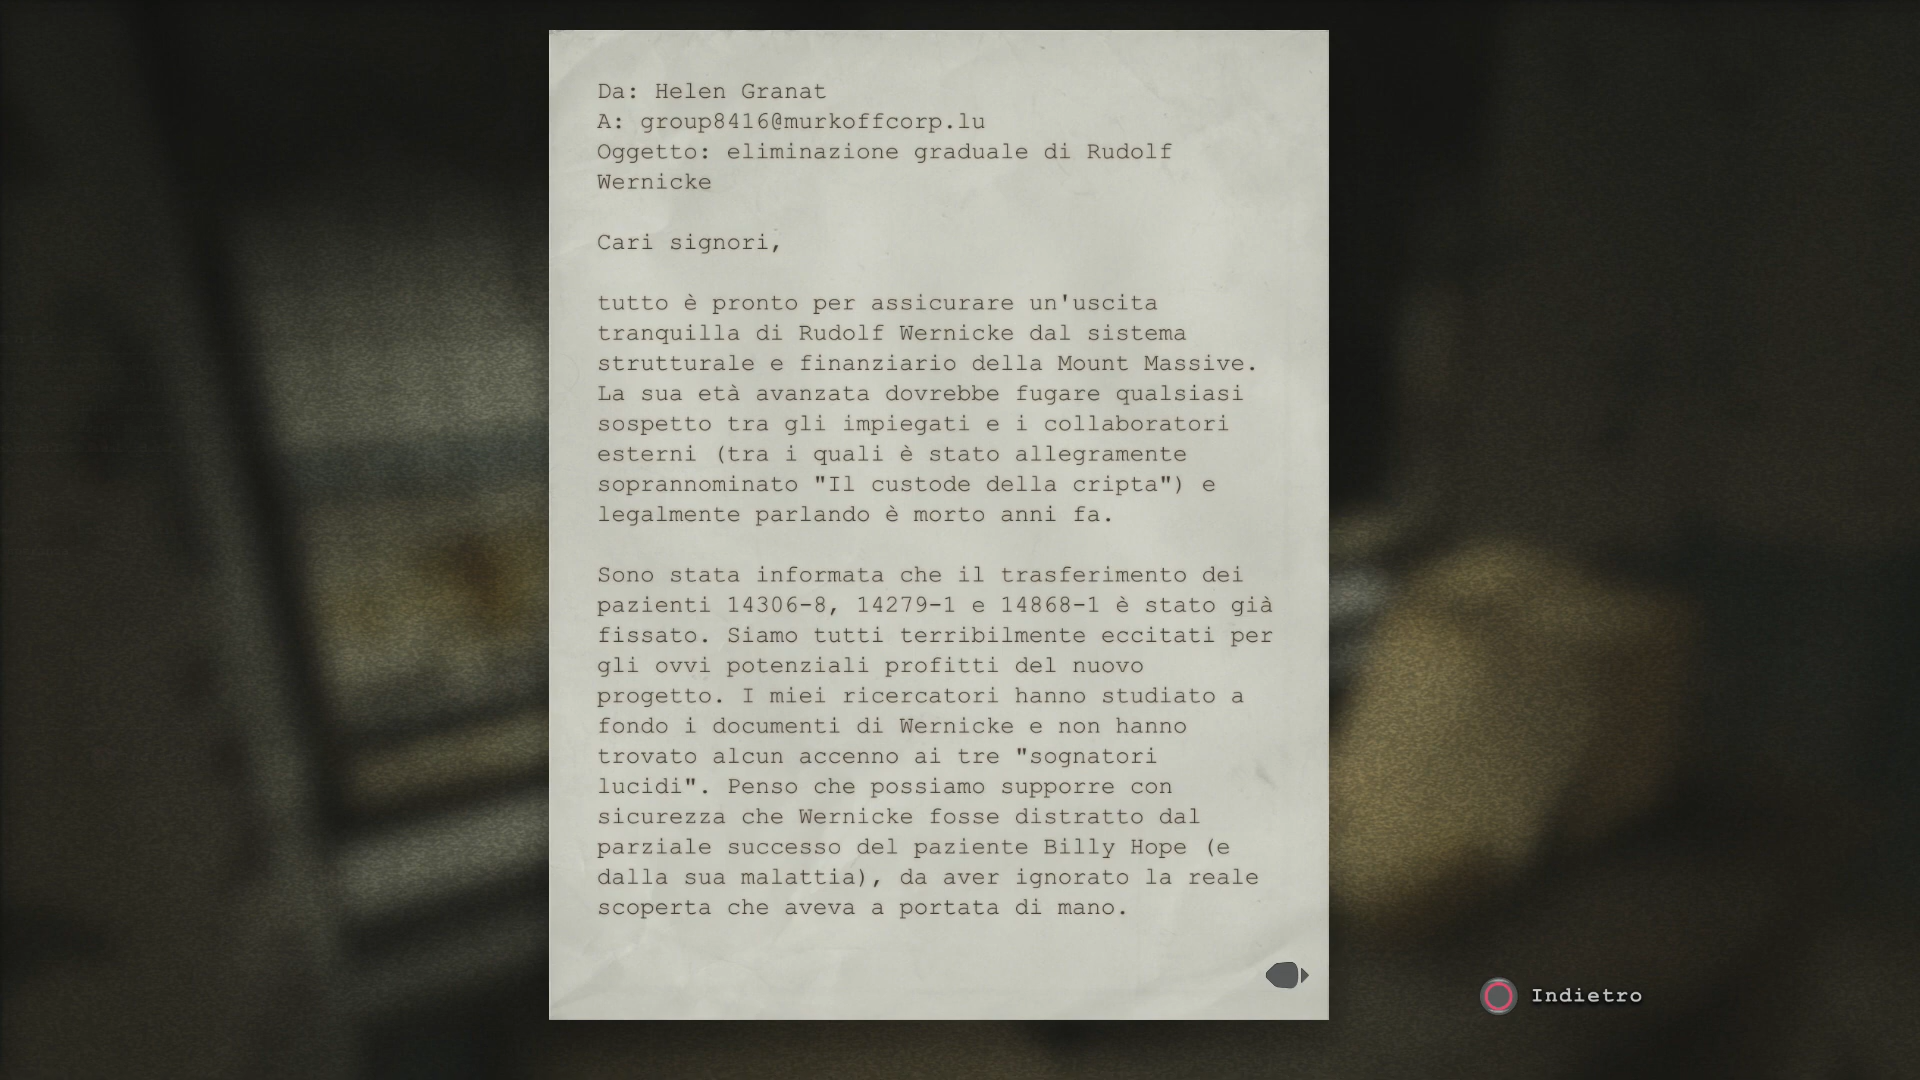 Da: Helen Granat
A: group8416@murkoffcorp.lu
Oggetto: eliminazione graduale di Rudolf
Wernicke
Cari signori,
tutto è pronto per assicurare un'uscita
tranquilla di Rudolf Wernicke dal sistema
strutturale e finanziario della Mount Massive.
La sua età avanzata dovrebbe fugare qualsiasi
sospetto tra gli impiegati e i collaboratori
esterni (tra i quali è stato allegramente
soprannominato "Il custode della cripta") e
legalmente parlando è morto anni fa.
Sono stata informata che il trasferimento dei
pazienti 14306-8, 14279-1 e 14868-1 è stato già
fissato. Siamo tutti terribilmente eccitati per
gli ovvi potenziali profitti del nuovo
progetto. I miei ricercatori hanno studiato a
fondo i documenti di Wernicke e non hanno
trovato alcun accenno ai tre "sognatori
lucidi". Penso che possiamo supporre con
sicurezza che Wernicke fosse distratto dal
parziale successo del paziente Billy Hope (e
dalla sua malattia), da aver ignorato la reale
scoperta che aveva a portata di mano.
Indietro